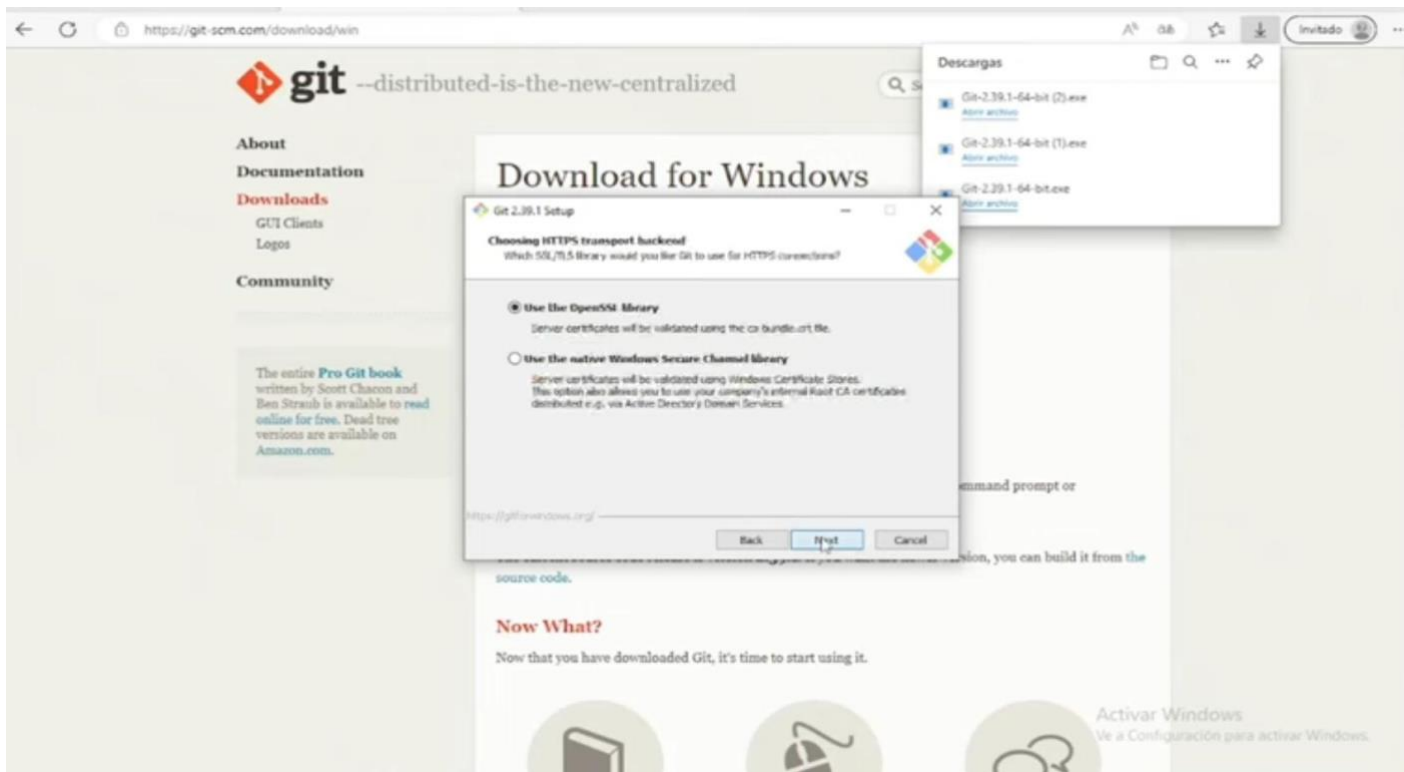 https://git-scm.com/download/win
Invitado
git --distributed-is-the-new-centralized
Descargas
Git-2.39.1-64-bit (2).exe
Abrir archivo
Git-2.39.1-64-bit (1).exe
Abrir archivo
Git-2.39.1-64-bit.exe
Abrir archivo
About
Documentation
Downloads
GUI Clients
Logos
Community
The entire Pro Git book
written by Scott Chacon and
Ben Straub is available to read
online for free. Dead tree
versions are available on
Amazon.com.
Download for Windows
Git 2.39.1 Setup
Choosing HTTPS transport backend
Which SSL/TLS library would you like Git to use for HTTPS connections?
Use the OpenSSL library
Server certificates will be validated using the ca-bundle.crt file.
Use the native Windows Secure Channel library
Server certificates will be validated using Windows Certificate Stores.
This option also allows you to use your company's internal Root CA certificates
distributed e.g. via Active Directory Domain Services.
https://gitforwindows.org/
Back Next Cancel
command prompt or
version, you can build it from the
source code.
Now What?
Now that you have downloaded Git, it's time to start using it.
Activar Windows
Ve a Configuración para activar Windows.